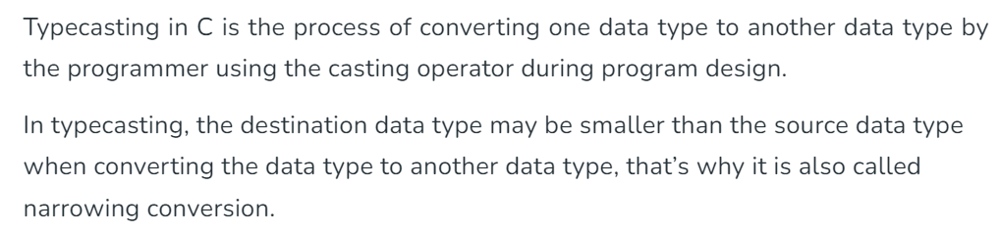 Typecasting in C is the process of converting one data type to another data type by
the programmer using the casting operator during program design.
In typecasting, the destination data type may be smaller than the source data type
when converting the data type to another data type, that’s why it is also called
narrowing conversion.